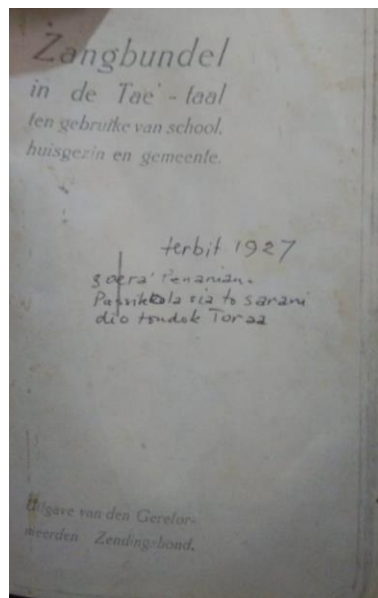 Zangbundel
in de Tae' - taal
ten gebruike van school,
huisgezin en gemeente.
terbit 1927
soera' Penanian.
Passikola sia to sarani
dio tondok Toraa
Uitgave van den Gerefor-
meerden Zendingsbond.